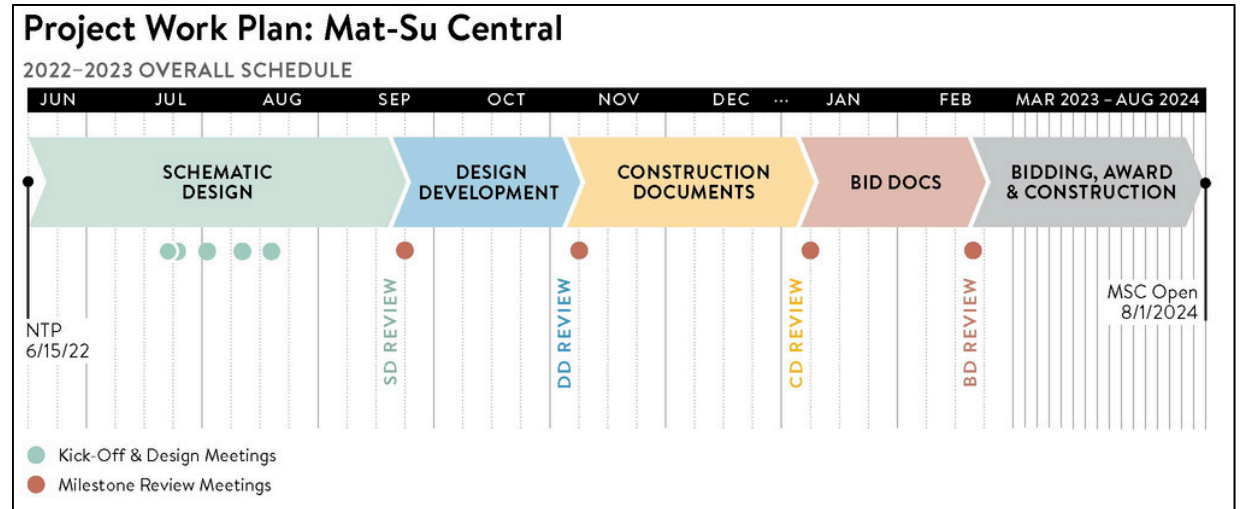 Project Work Plan: Mat-Su Central
2022–2023 OVERALL SCHEDULE
JUN JUL AUG SEP OCT NOV DEC ... JAN FEB MAR 2023 – AUG 2024
SCHEMATIC
DESIGN
DESIGN
DEVELOPMENT
CONSTRUCTION
DOCUMENTS
BID DOCS
BIDDING, AWARD
& CONSTRUCTION
NTP
6/15/22
SD REVIEW
DD REVIEW
CD REVIEW
BD REVIEW
MSC Open
8/1/2024
Kick-Off & Design Meetings
Milestone Review Meetings